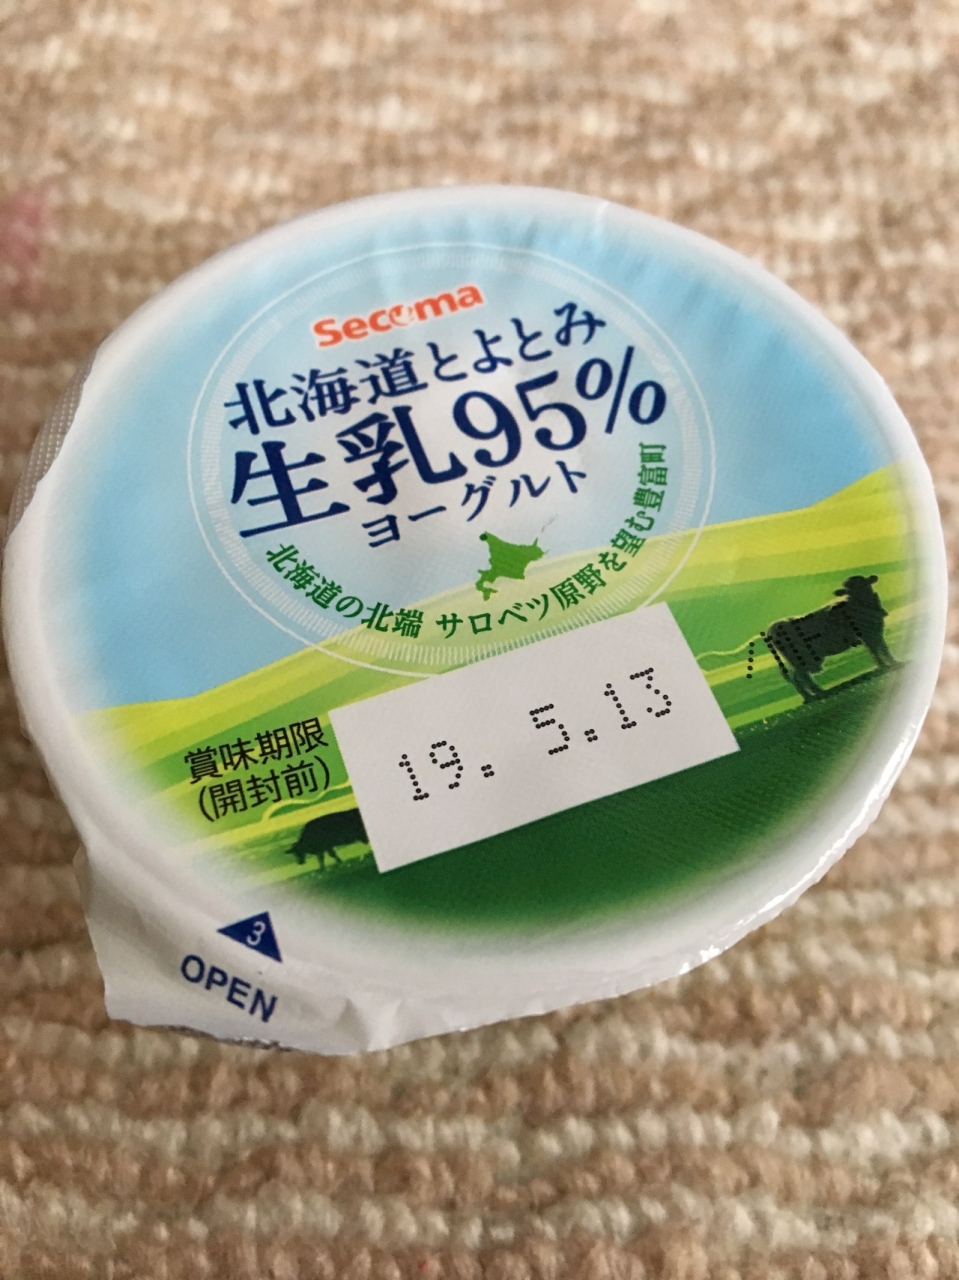 Secoma
北海道とよとみ
生乳95%
ヨーグルト
北海道の北端 サロベツ原野を望む豊富町
賞味期限
(開封前)
19. 5.13
3
OPEN